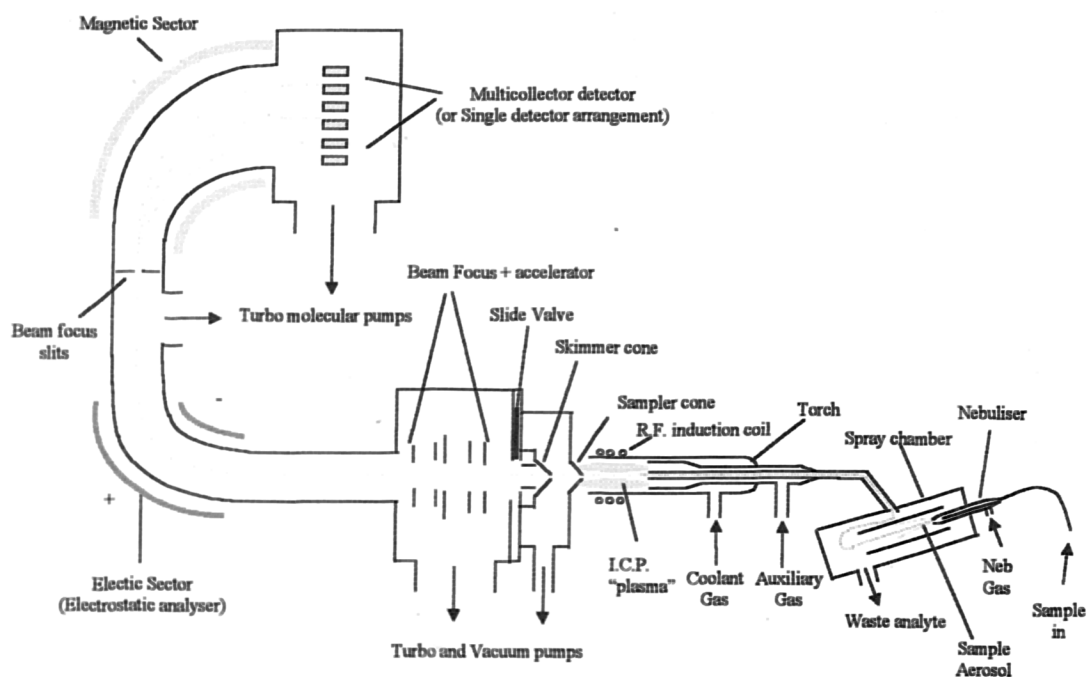 Magnetic Sector
Multicollector detector
(or Single detector arrangement)
Beam Focus + accelerator
Turbo molecular pumps
Slide Valve
Beam focus
slits
Skimmer cone
Sampler cone
Torch
Nebuliser
R.F. induction coil
Spray chamber
-
+
I.C.P.
"plasma"
Coolant
Gas
Auxiliary
Gas
Neb
Gas
Electic Sector
(Electrostatic analyser)
Waste analyte
Sample
in
Sample
Aerosol
Turbo and Vacuum pumps